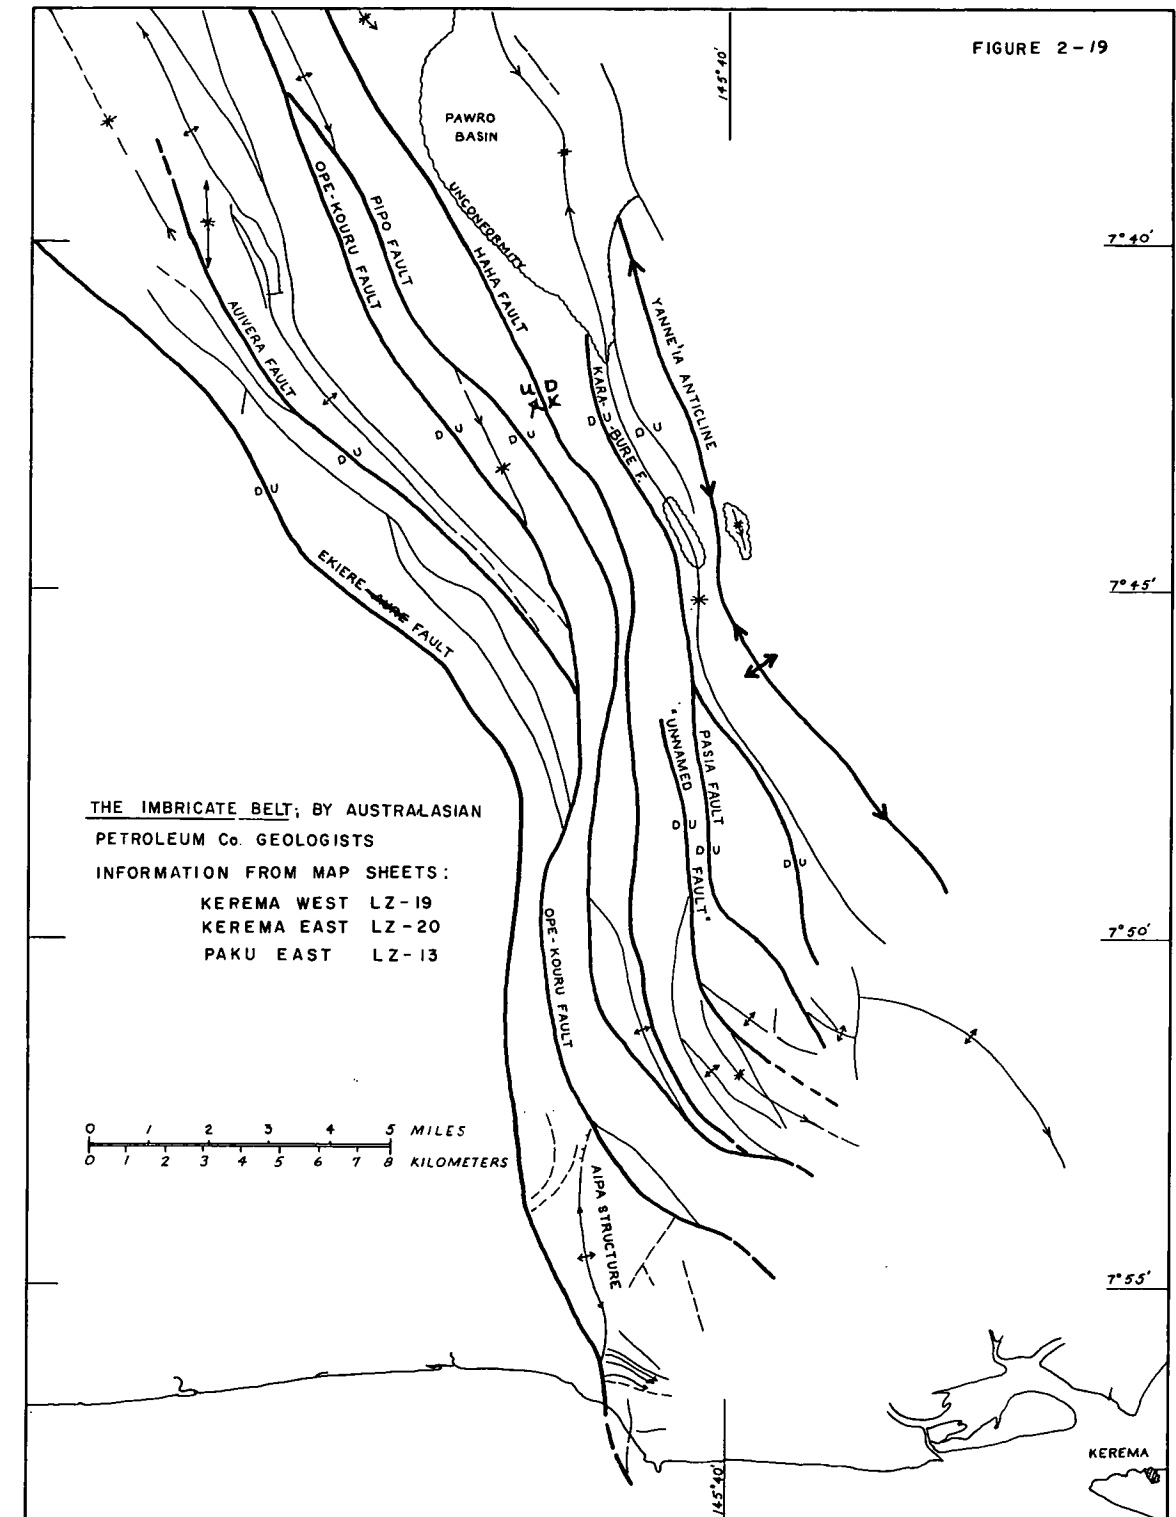 FIGURE 2-19
145°40'
PAWRO
BASIN
UNCONFORMITY
OPE-KOURU FAULT
PIPO FAULT
HAHA FAULT
7°40'
YANNE'IA ANTICLINE
AUIVERA FAULT
U D
KARA-U-BURE F.
D
D U
D U
D U
D U
D U
EKIERE-AURE FAULT
7°45'
"UN-NAMED FAULT"
PASIA FAULT
D U
D U
D U
THE IMBRICATE BELT; BY AUSTRALASIAN
PETROLEUM Co. GEOLOGISTS
INFORMATION FROM MAP SHEETS:
KEREMA WEST LZ-19
KEREMA EAST LZ-20
PAKU EAST LZ-13
OPE-KOURU FAULT
7°50'
0 1 2 3 4 5 MILES
0 1 2 3 4 5 6 7 8 KILOMETERS
AIPA STRUCTURE
7°55'
KEREMA
145°40'